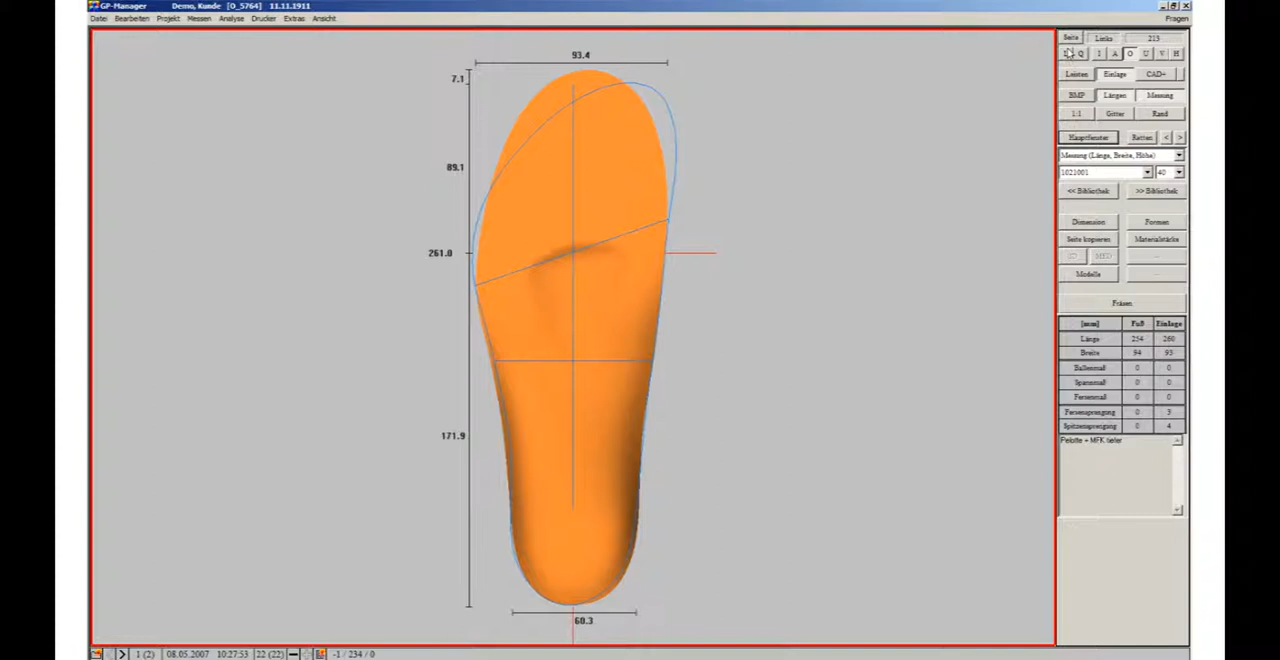 GP-Manager Demo, Kunde [O_5764] 11.11.1911
Datei Bearbeiten Projekt Messen Analyse Drucker Extras Ansicht Fragen
93.4
7.1
89.1
261.0
171.9
60.3
Seite Links 213
Q I A O U V H
Leisten Einlage CAD+
BMP Längen Messung
1:1 Gitter Rand
Hauptfenster Ratten < >
Messung (Länge, Breite, Höhe)
1021001 40
<< Bibliothek >> Bibliothek
Dimension Formen
Seite kopieren Materialstärke
Modelle
Fräsen
[mm] Fuß Einlage
Länge 254 260
Breite 94 93
Ballenmaß 0 0
Spannmaß 0 0
Fersenmaß 0 0
Fersensprengung 0 3
Spitzensprengung 0 4
Pelotte + MFK tiefer
1 (2) 08.05.2007 10:27:53 22 (22) -1 / 234 / 0